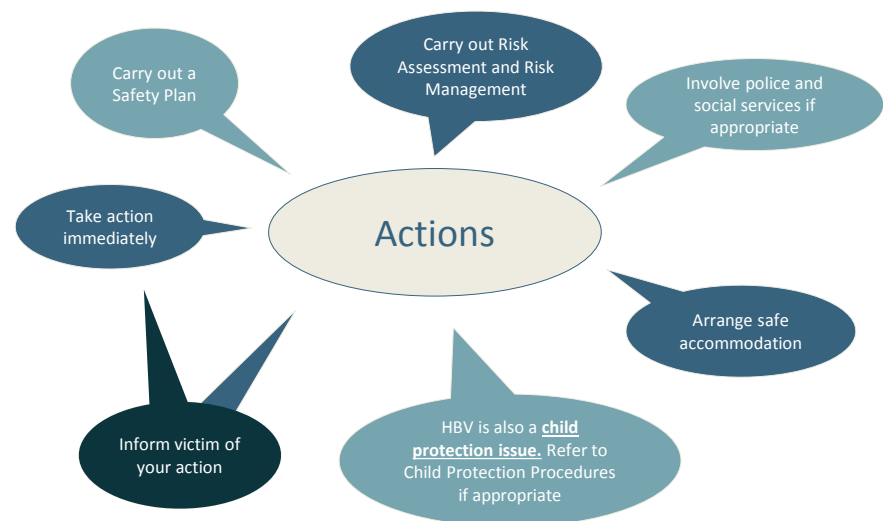 Carry out Risk
Assessment and Risk
Management
Carry out a
Safety Plan
Involve police and
social services if
appropriate
Take action
immediately
Actions
Arrange safe
accommodation
Inform victim of
your action
HBV is also a child
protection issue. Refer to
Child Protection Procedures
if appropriate